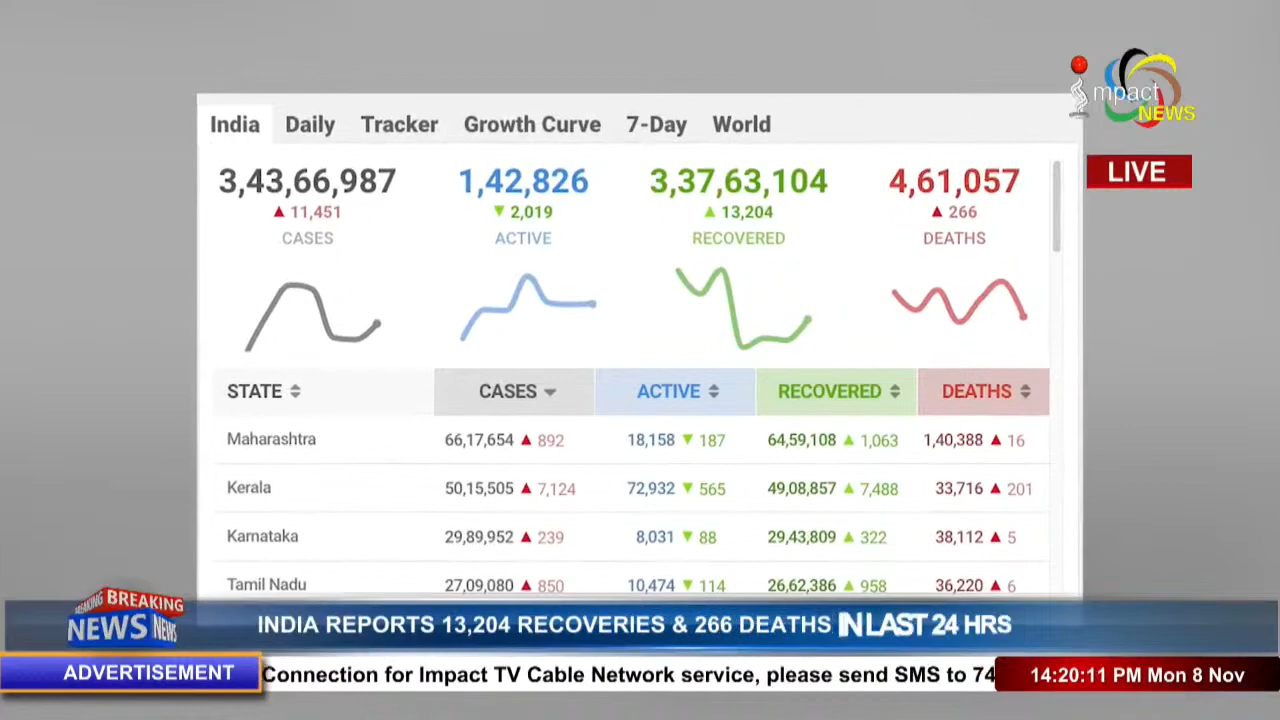 India Daily Tracker Growth Curve 7-Day World
3,43,66,987 1,42,826 3,37,63,104 4,61,057
▲ 11,451 ▼ 2,019 ▲ 13,204 ▲ 266
CASES ACTIVE RECOVERED DEATHS
mpact
NEWS
LIVE
STATE CASES ACTIVE RECOVERED DEATHS
Maharashtra 66,17,654 ▲ 892 18,158 ▼ 187 64,59,108 ▲ 1,063 1,40,388 ▲ 16
Kerala 50,15,505 ▲ 7,124 72,932 ▼ 565 49,08,857 ▲ 7,488 33,716 ▲ 201
Karnataka 29,89,952 ▲ 239 8,031 ▼ 88 29,43,809 ▲ 322 38,112 ▲ 5
Tamil Nadu 27,09,080 ▲ 850 10,474 ▼ 114 26,62,386 ▲ 958 36,220 ▲ 6
BREAKING BREAKING
NEWS NEWS
INDIA REPORTS 13,204 RECOVERIES & 266 DEATHS IN LAST 24 HRS
ADVERTISEMENT
Connection for Impact TV Cable Network service, please send SMS to 74
14:20:11 PM Mon 8 Nov